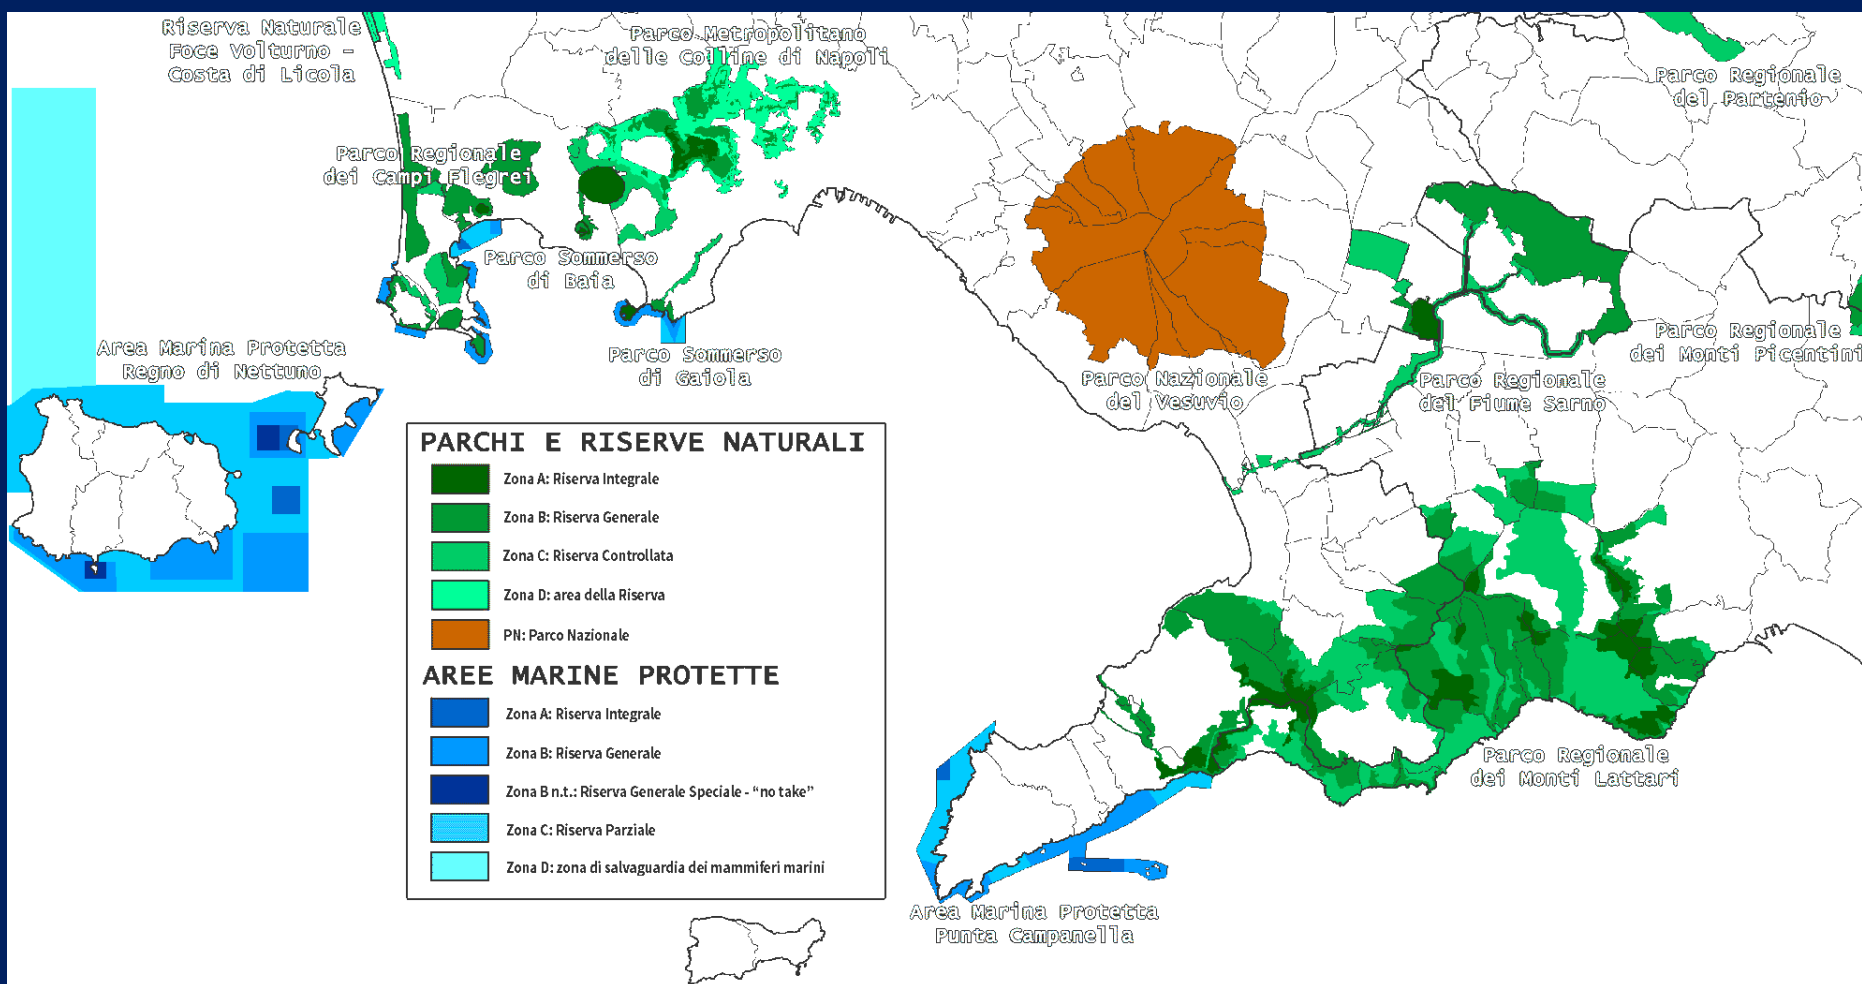 Riserva Naturale
Foce Volturno -
Costa di Licola
Parco Metropolitano
delle Colline di Napoli
Parco Regionale
del Partenio
Parco Regionale
dei Campi Flegrei
Parco Sommerso
di Baia
Parco Sommerso
di Gaiola
Area Marina Protetta
Regno di Nettuno
Parco Nazionale
del Vesuvio
Parco Regionale
del Fiume Sarno
Parco Regionale
dei Monti Picentini
PARCHI E RISERVE NATURALI
Zona A: Riserva Integrale
Zona B: Riserva Generale
Zona C: Riserva Controllata
Zona D: area della Riserva
PN: Parco Nazionale
AREE MARINE PROTETTE
Zona A: Riserva Integrale
Zona B: Riserva Generale
Zona B n.t.: Riserva Generale Speciale - “no take”
Zona C: Riserva Parziale
Zona D: zona di salvaguardia dei mammiferi marini
Parco Regionale
dei Monti Lattari
Area Marina Protetta
Punta Campanella